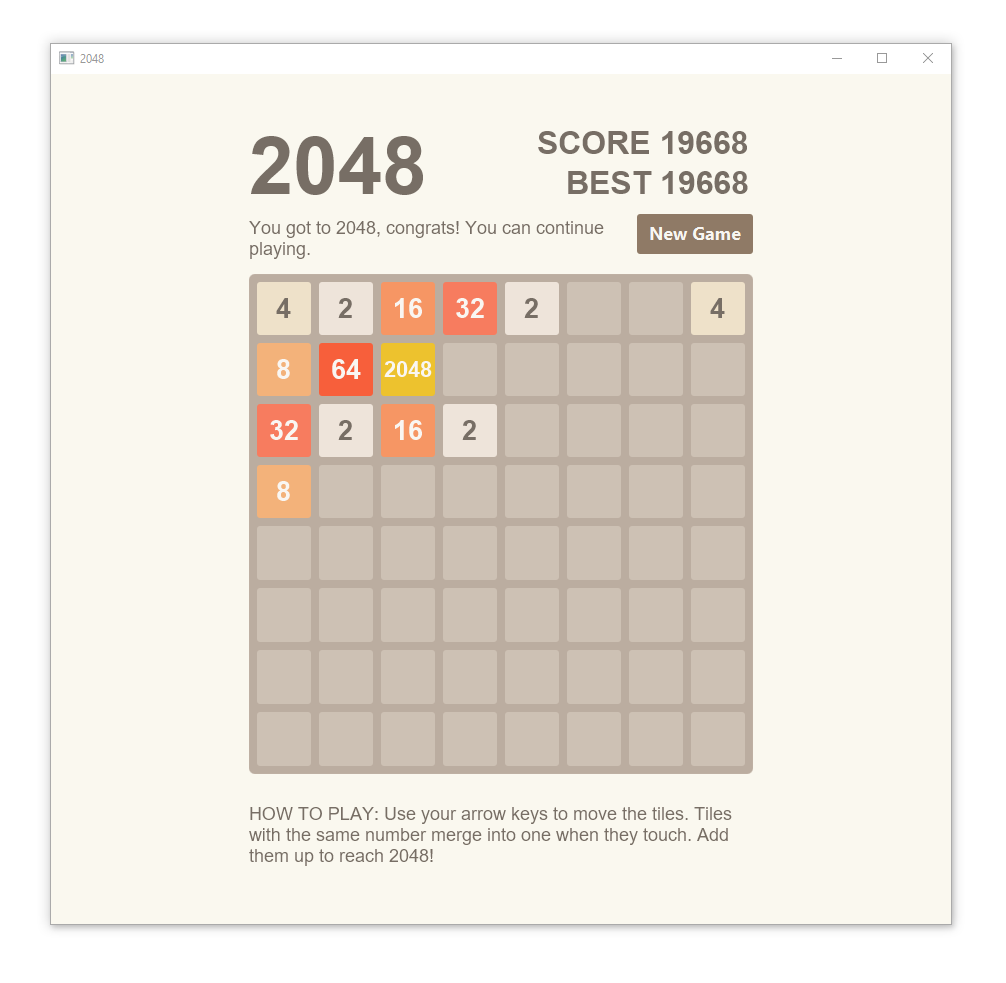 2048
2048
SCORE 19668
BEST 19668
You got to 2048, congrats! You can continue
playing.
New Game
4 2 16 32 2 4
8 64 2048
32 2 16 2
8
HOW TO PLAY: Use your arrow keys to move the tiles. Tiles
with the same number merge into one when they touch. Add
them up to reach 2048!